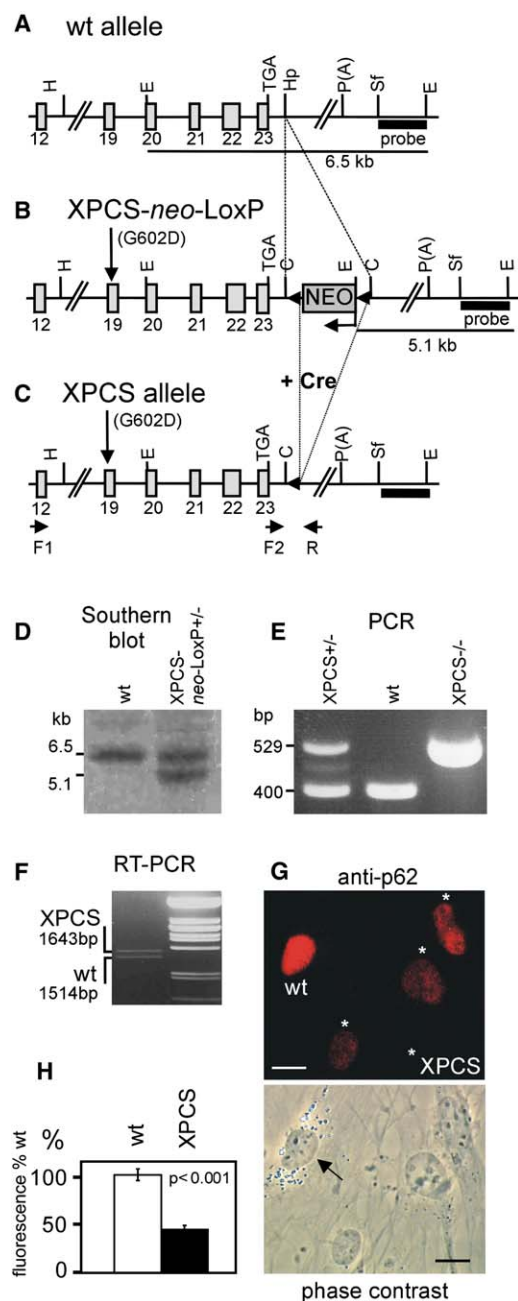 A wt allele
H E TGA Hp P(A) Sf E
12 19 20 21 22 23 probe
6.5 kb
B XPCS-neo-LoxP
(G602D)
H E TGA C E C P(A) Sf E
NEO
12 19 20 21 22 23 probe
5.1 kb
+ Cre
C XPCS allele
(G602D)
H E TGA C P(A) Sf E
12 19 20 21 22 23
F1 F2 R
D Southern blot
wt XPCS-neo-LoxP+/-
kb
6.5
5.1
E PCR
XPCS+/- wt XPCS-/-
bp
529
400
F RT-PCR
XPCS
1643bp
wt
1514bp
G anti-p62
* * * wt
* XPCS
phase contrast
H
% wt XPCS
fluorescence % wt
100 p<0.001
50
0